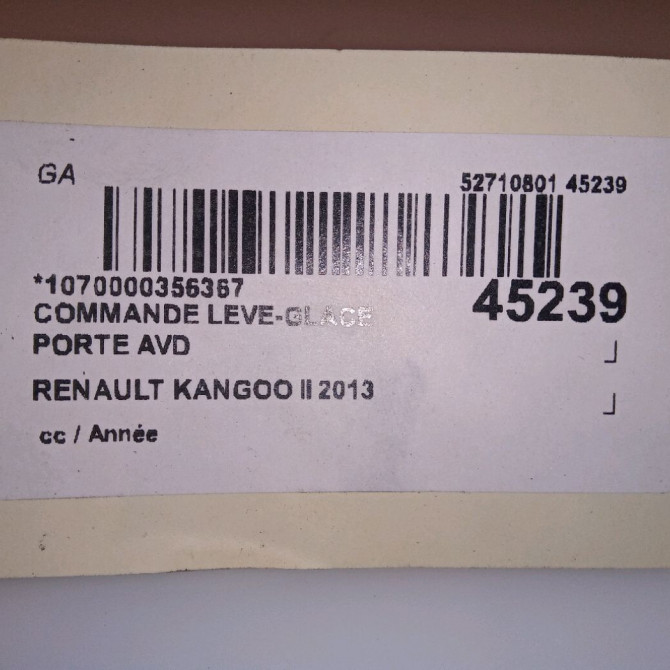 GA
52710801 45239
*1070000356367
45239
COMMANDE LEVE-GLACE
PORTE AVD
RENAULT KANGOO II 2013
cc / Année